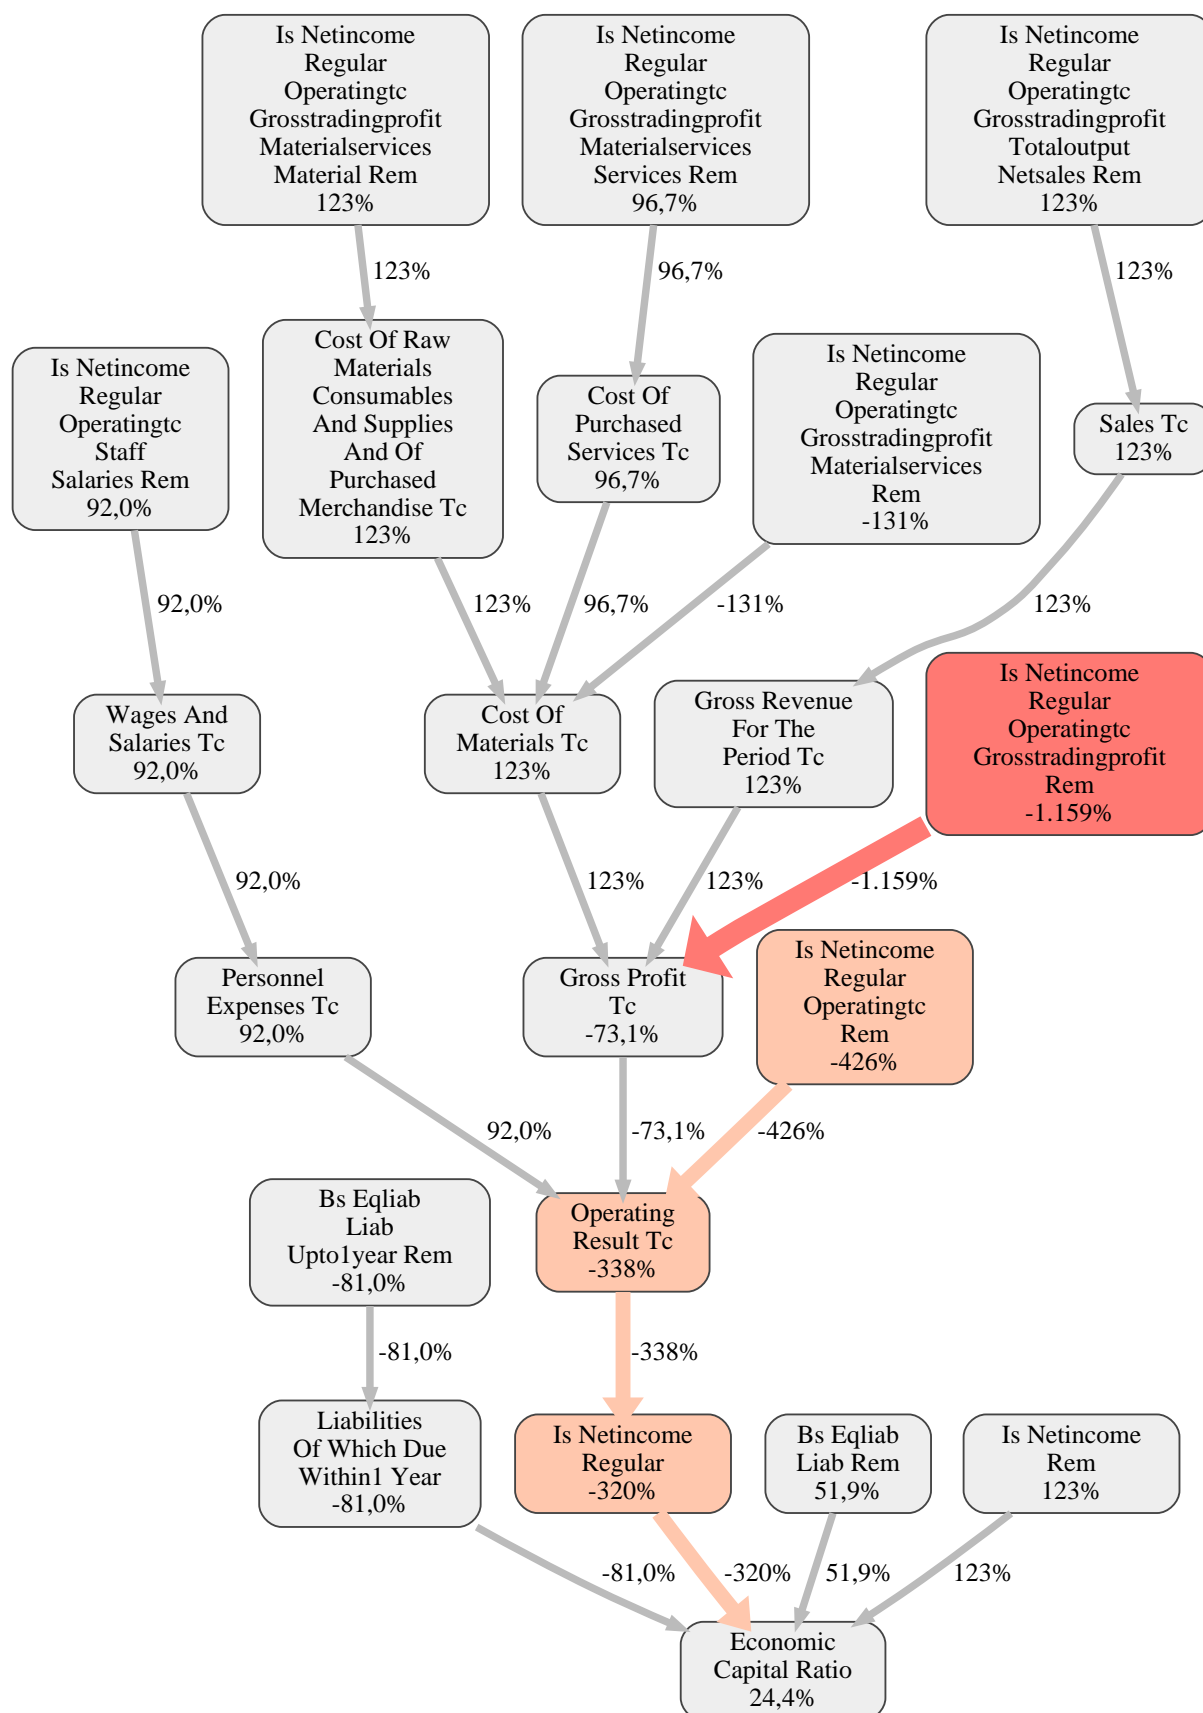 Is Netincome
Regular
Operatingtc
Grosstradingprofit
Materialservices
Material Rem
123%
Is Netincome
Regular
Operatingtc
Grosstradingprofit
Materialservices
Services Rem
96,7%
Is Netincome
Regular
Operatingtc
Grosstradingprofit
Totaloutput
Netsales Rem
123%
123%
96,7%
123%
Is Netincome
Regular
Operatingtc
Staff
Salaries Rem
92,0%
Cost Of Raw
Materials
Consumables
And Supplies
And Of
Purchased
Merchandise Tc
123%
Cost Of
Purchased
Services Tc
96,7%
Is Netincome
Regular
Operatingtc
Grosstradingprofit
Materialservices
Rem
-131%
Sales Tc
123%
92,0%
123%
96,7%
-131%
123%
Wages And
Salaries Tc
92,0%
Cost Of
Materials Tc
123%
Gross Revenue
For The
Period Tc
123%
Is Netincome
Regular
Operatingtc
Grosstradingprofit
Rem
-1.159%
92,0%
123%
123%
-1.159%
Personnel
Expenses Tc
92,0%
Gross Profit
Tc
-73,1%
Is Netincome
Regular
Operatingtc
Rem
-426%
92,0%
-73,1%
-426%
Bs Eqliab
Liab
Upto1year Rem
-81,0%
Operating
Result Tc
-338%
-81,0%
-338%
Liabilities
Of Which Due
Within1 Year
-81,0%
Is Netincome
Regular
-320%
Bs Eqliab
Liab Rem
51,9%
Is Netincome
Rem
123%
-81,0%
-320%
51,9%
123%
Economic
Capital Ratio
24,4%